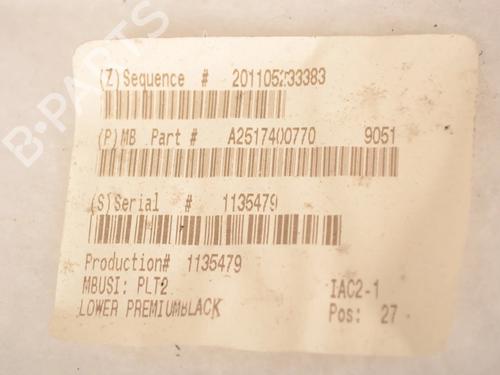 (Z)Sequence # 201105233383
(P)MB Part # A2517400770 9051
(S)Serial # 1135479
Production# 1135479
MBUSI: PLT2 IAC2-1
LOWER PREMIUMBLACK Pos: 27
B-PARTS